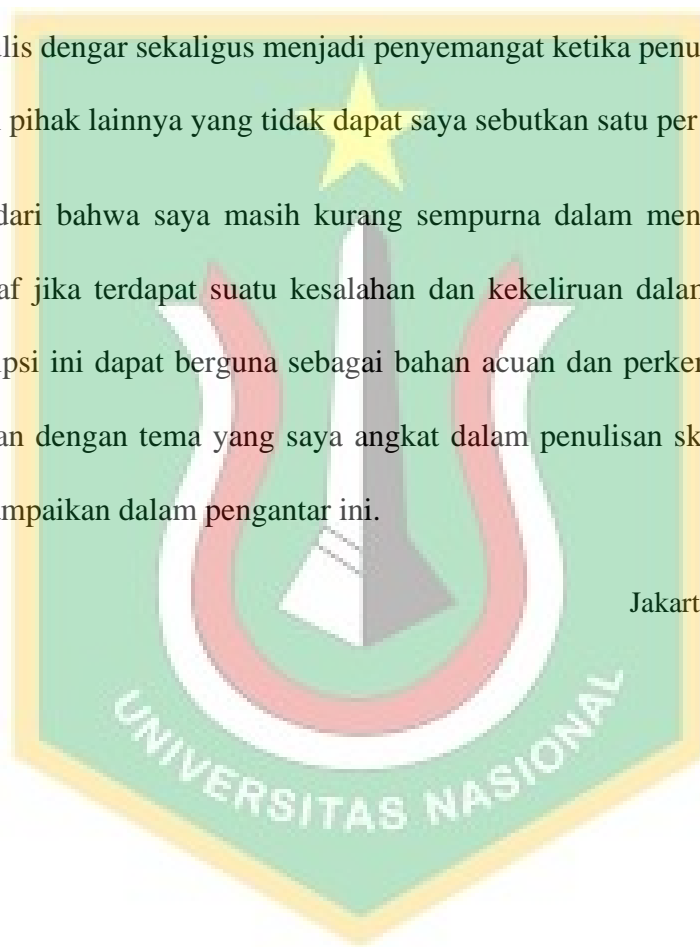 lis dengar sekaligus menjadi penyemangat ketika penu
pihak lainnya yang tidak dapat saya sebutkan satu per
dari bahwa saya masih kurang sempurna dalam men
af jika terdapat suatu kesalahan dan kekeliruan dalam
psi ini dapat berguna sebagai bahan acuan dan perke
an dengan tema yang saya angkat dalam penulisan sk
ampaikan dalam pengantar ini.
Jakart
UNIVERSITAS NASIONAL